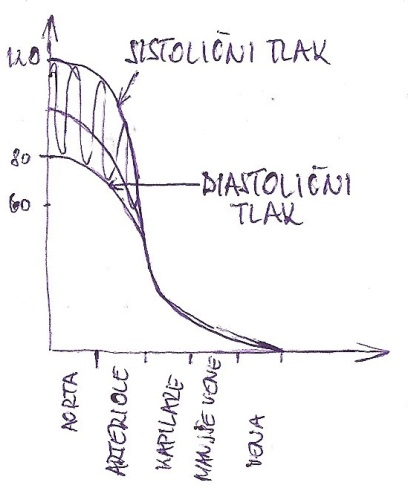 120
SISTOLIČNI TLAK
80
DIASTOLIČNI
TLAK
60
AORTA
ARTERIOLE
KAPILARE
MANJŠE VENE
VENA